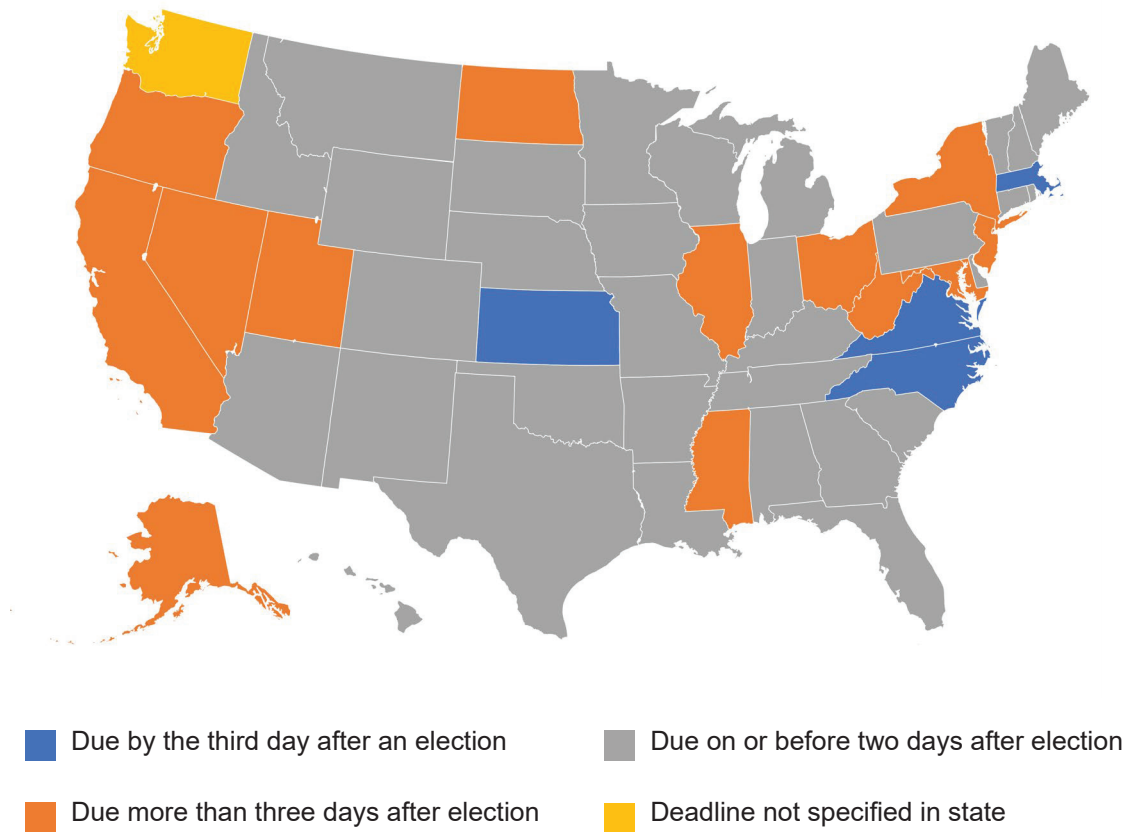 Due by the third day after an election
Due on or before two days after election
Due more than three days after election
Deadline not specified in state